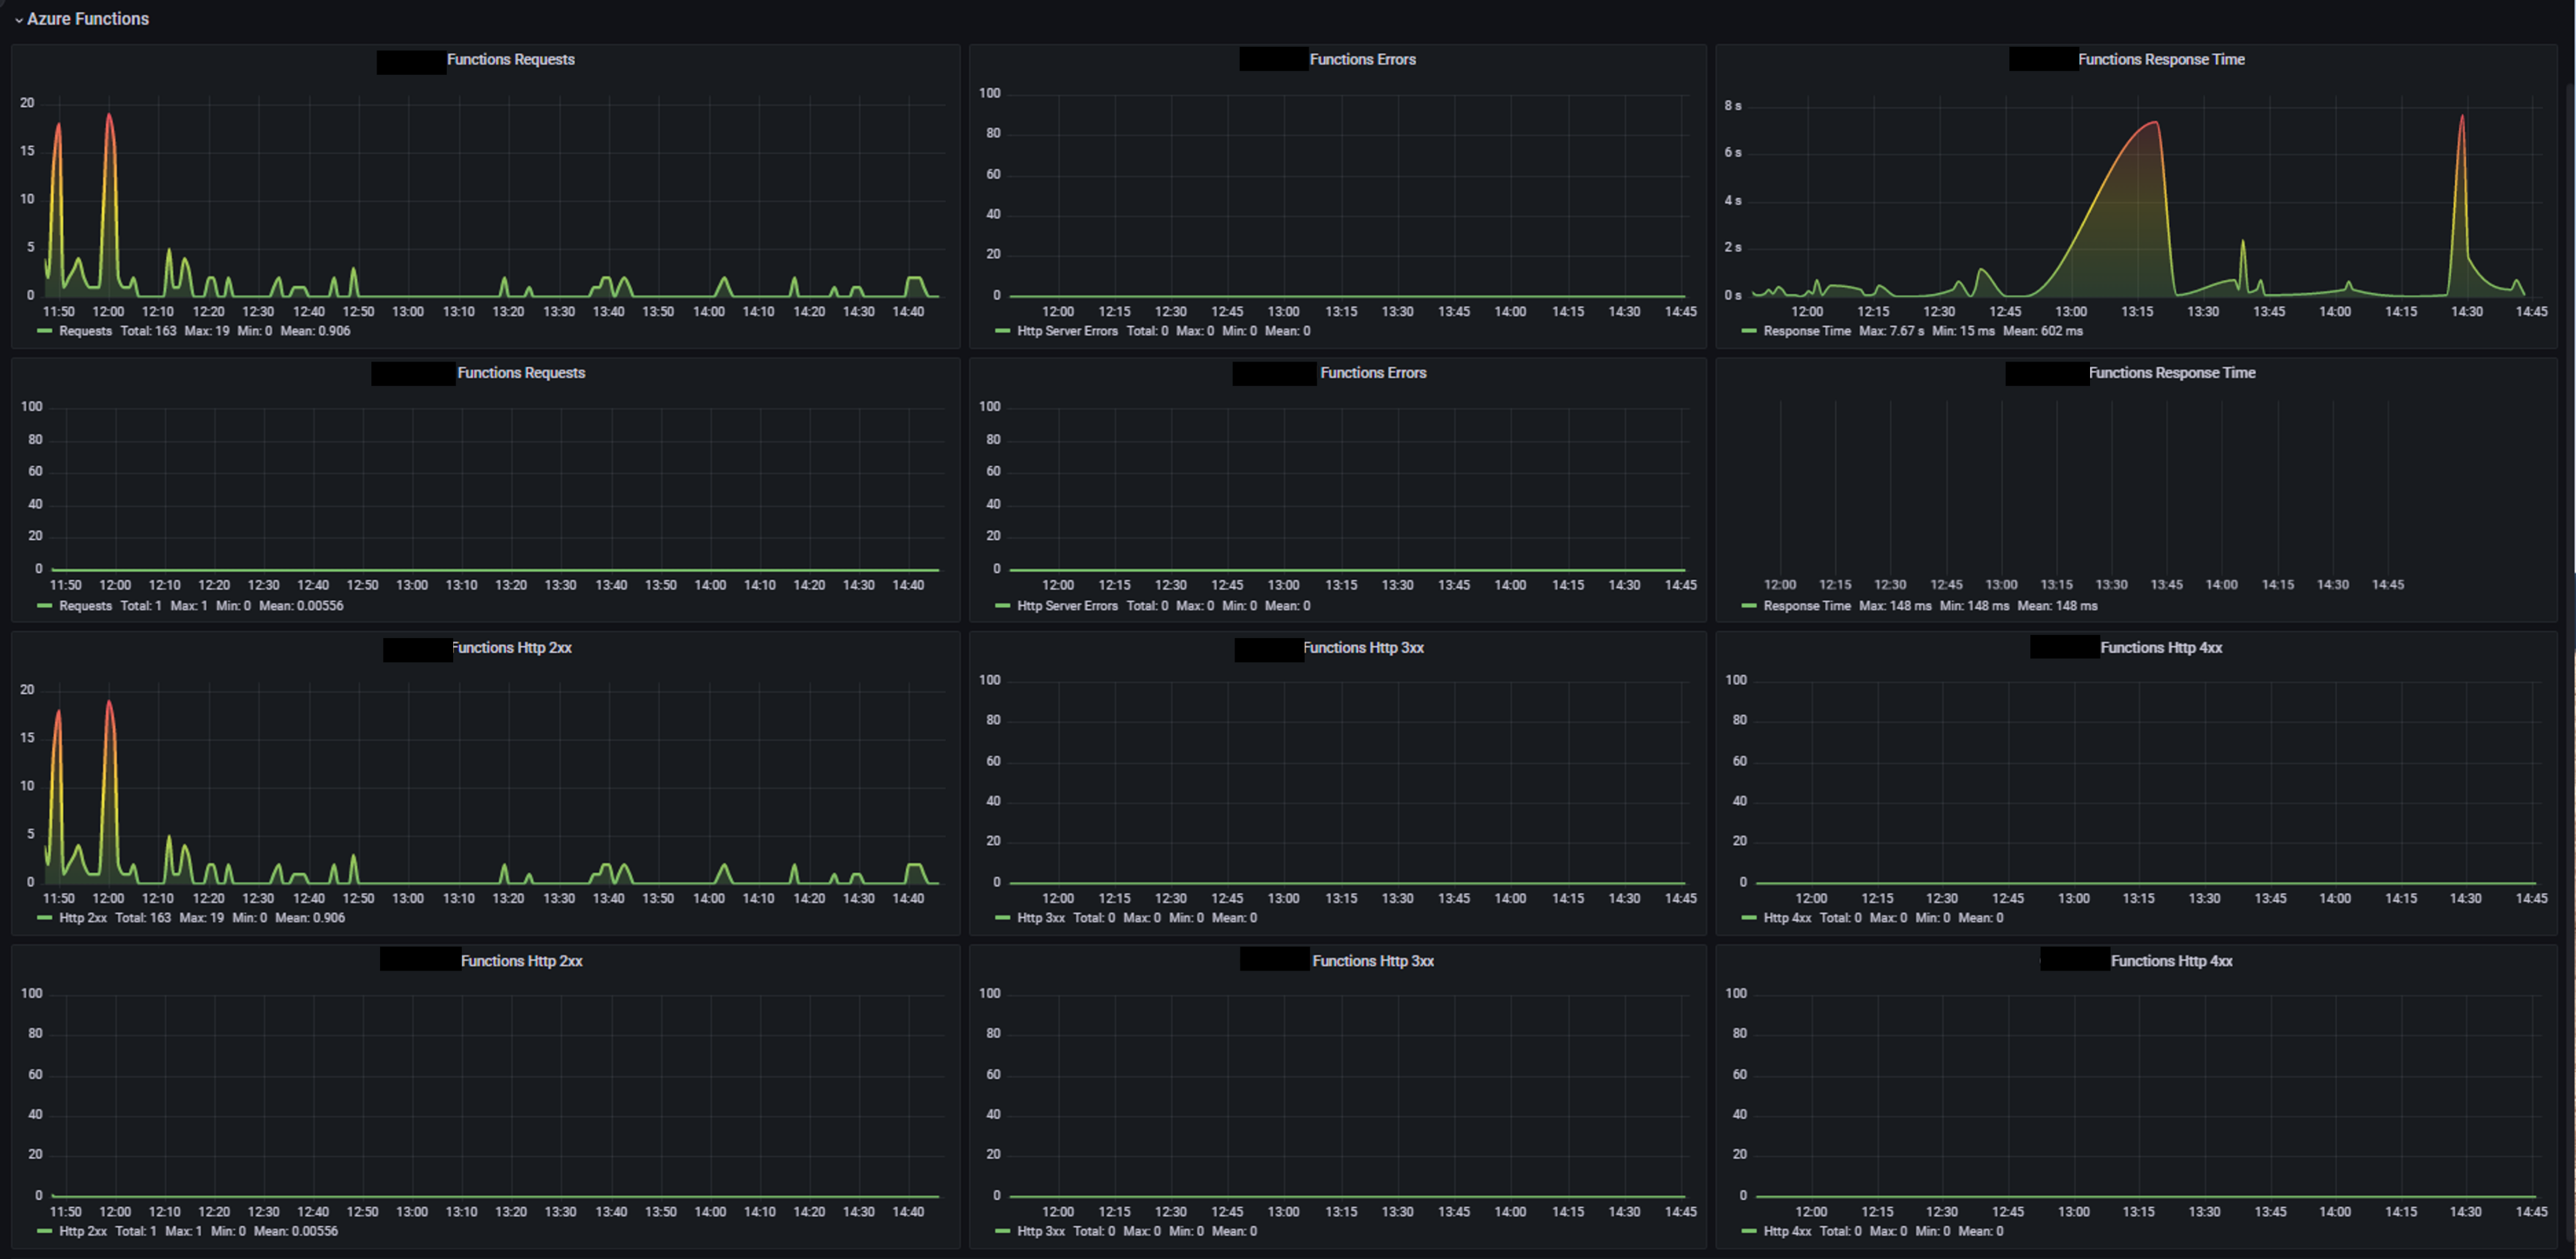 Azure Functions
Functions Requests
20
15
10
5
0
11:50 12:00 12:10 12:20 12:30 12:40 12:50 13:00 13:10 13:20 13:30 13:40 13:50 14:00 14:10 14:20 14:30 14:40
Requests Total: 163 Max: 19 Min: 0 Mean: 0.906
Functions Errors
100
80
60
40
20
0
12:00 12:15 12:30 12:45 13:00 13:15 13:30 13:45 14:00 14:15 14:30 14:45
Http Server Errors Total: 0 Max: 0 Min: 0 Mean: 0
Functions Response Time
8 s
6 s
4 s
2 s
0 s
12:00 12:15 12:30 12:45 13:00 13:15 13:30 13:45 14:00 14:15 14:30 14:45
Response Time Max: 7.67 s Min: 15 ms Mean: 602 ms
Functions Requests
100
80
60
40
20
0
11:50 12:00 12:10 12:20 12:30 12:40 12:50 13:00 13:10 13:20 13:30 13:40 13:50 14:00 14:10 14:20 14:30 14:40
Requests Total: 1 Max: 1 Min: 0 Mean: 0.00556
Functions Errors
100
80
60
40
20
0
12:00 12:15 12:30 12:45 13:00 13:15 13:30 13:45 14:00 14:15 14:30 14:45
Http Server Errors Total: 0 Max: 0 Min: 0 Mean: 0
Functions Response Time
12:00 12:15 12:30 12:45 13:00 13:15 13:30 13:45 14:00 14:15 14:30 14:45
Response Time Max: 148 ms Min: 148 ms Mean: 148 ms
Functions Http 2xx
20
15
10
5
0
11:50 12:00 12:10 12:20 12:30 12:40 12:50 13:00 13:10 13:20 13:30 13:40 13:50 14:00 14:10 14:20 14:30 14:40
Http 2xx Total: 163 Max: 19 Min: 0 Mean: 0.906
Functions Http 3xx
100
80
60
40
20
0
12:00 12:15 12:30 12:45 13:00 13:15 13:30 13:45 14:00 14:15 14:30 14:45
Http 3xx Total: 0 Max: 0 Min: 0 Mean: 0
Functions Http 4xx
100
80
60
40
20
0
12:00 12:15 12:30 12:45 13:00 13:15 13:30 13:45 14:00 14:15 14:30 14:45
Http 4xx Total: 0 Max: 0 Min: 0 Mean: 0
Functions Http 2xx
100
80
60
40
20
0
11:50 12:00 12:10 12:20 12:30 12:40 12:50 13:00 13:10 13:20 13:30 13:40 13:50 14:00 14:10 14:20 14:30 14:40
Http 2xx Total: 1 Max: 1 Min: 0 Mean: 0.00556
Functions Http 3xx
100
80
60
40
20
0
12:00 12:15 12:30 12:45 13:00 13:15 13:30 13:45 14:00 14:15 14:30 14:45
Http 3xx Total: 0 Max: 0 Min: 0 Mean: 0
Functions Http 4xx
100
80
60
40
20
0
12:00 12:15 12:30 12:45 13:00 13:15 13:30 13:45 14:00 14:15 14:30 14:45
Http 4xx Total: 0 Max: 0 Min: 0 Mean: 0